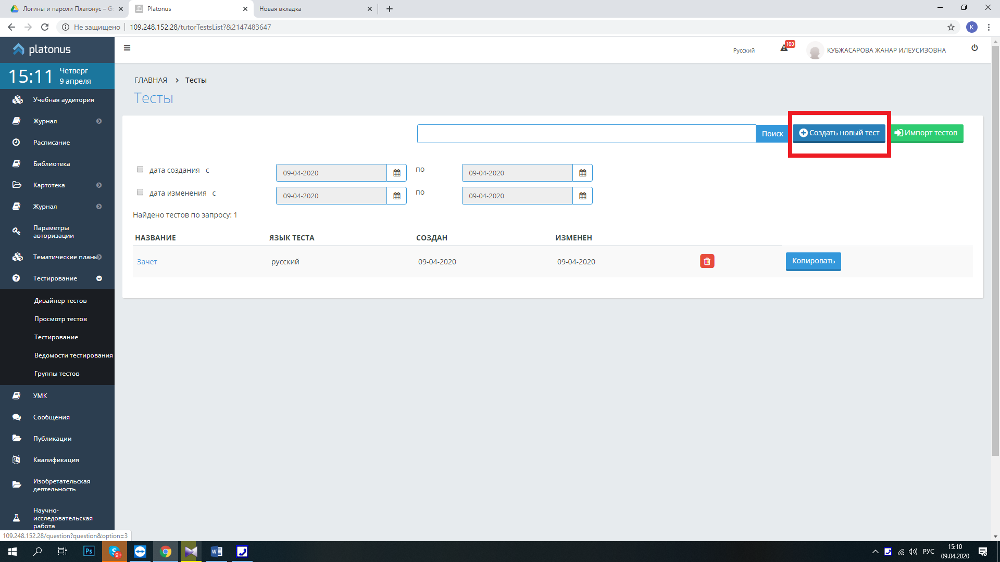 Логины и пароли Платонус – Go
Platonus
Новая вкладка
Не защищено
109.248.152.28/tutorTestsList?&2147483647
K
platonus
Русский
100
КУБЖАСАРОВА ЖАНАР ИЛЕУСИЗОВНА
15:11
Четверг
9 апреля
Учебная аудитория
Журнал
Расписание
Библиотека
Картотека
Журнал
Параметры
авторизации
Тематические планы
Тестирование
Дизайнер тестов
Просмотр тестов
Тестирование
Ведомости тестирования
Группы тестов
УМК
Сообщения
Публикации
Квалификация
Изобретательская
деятельность
Научно-
исследовательская
работа
ГЛАВНАЯ > Тесты
Тесты
Поиск
Создать новый тест
Импорт тестов
дата создания с 09-04-2020 по 09-04-2020
дата изменения с 09-04-2020 по 09-04-2020
Найдено тестов по запросу: 1
НАЗВАНИЕ ЯЗЫК ТЕСТА СОЗДАН ИЗМЕНЕН
Зачет русский 09-04-2020 09-04-2020 Копировать
109.248.152.28/question?question&option=3
Ps
S
9+
W
РУС
15:10
09.04.2020